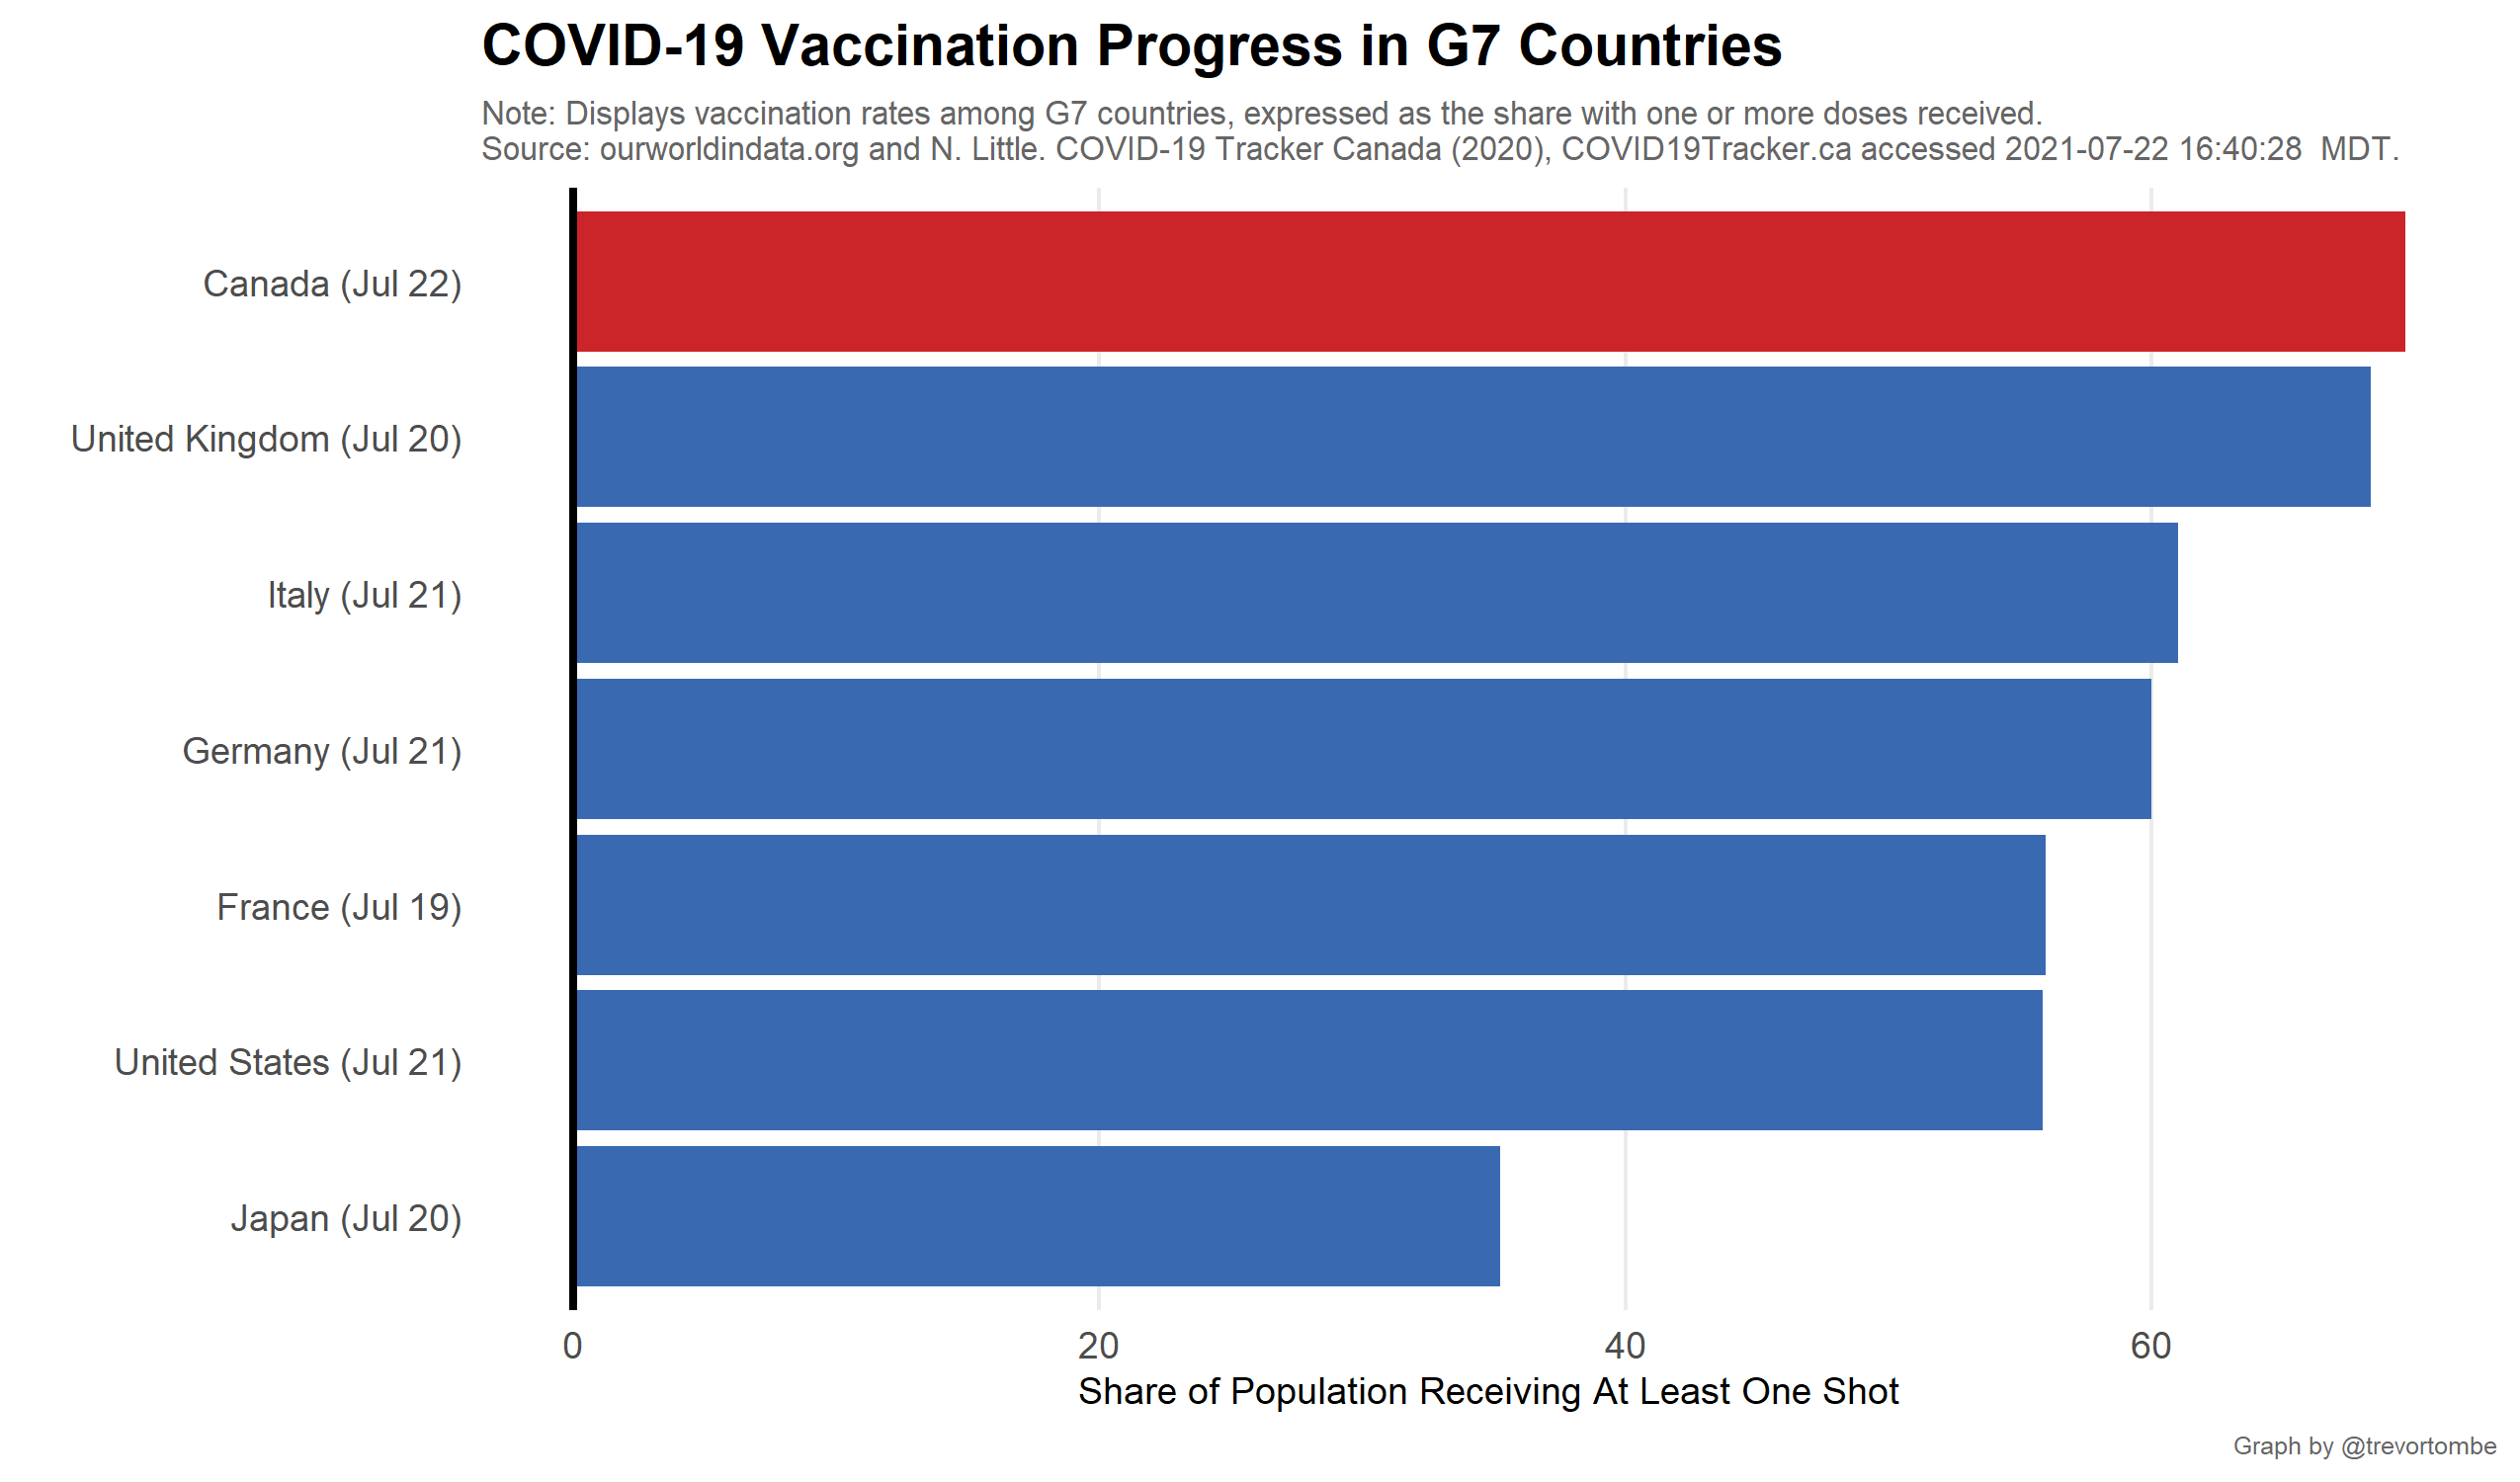 COVID-19 Vaccination Progress in G7 Countries
Note: Displays vaccination rates among G7 countries, expressed as the share with one or more doses received.
Source: ourworldindata.org and N. Little. COVID-19 Tracker Canada (2020), COVID19Tracker.ca accessed 2021-07-22 16:40:28  MDT.
Canada (Jul 22)
United Kingdom (Jul 20)
Italy (Jul 21)
Germany (Jul 21)
France (Jul 19)
United States (Jul 21)
Japan (Jul 20)
0 20 40 60
Share of Population Receiving At Least One Shot
Graph by @trevortombe